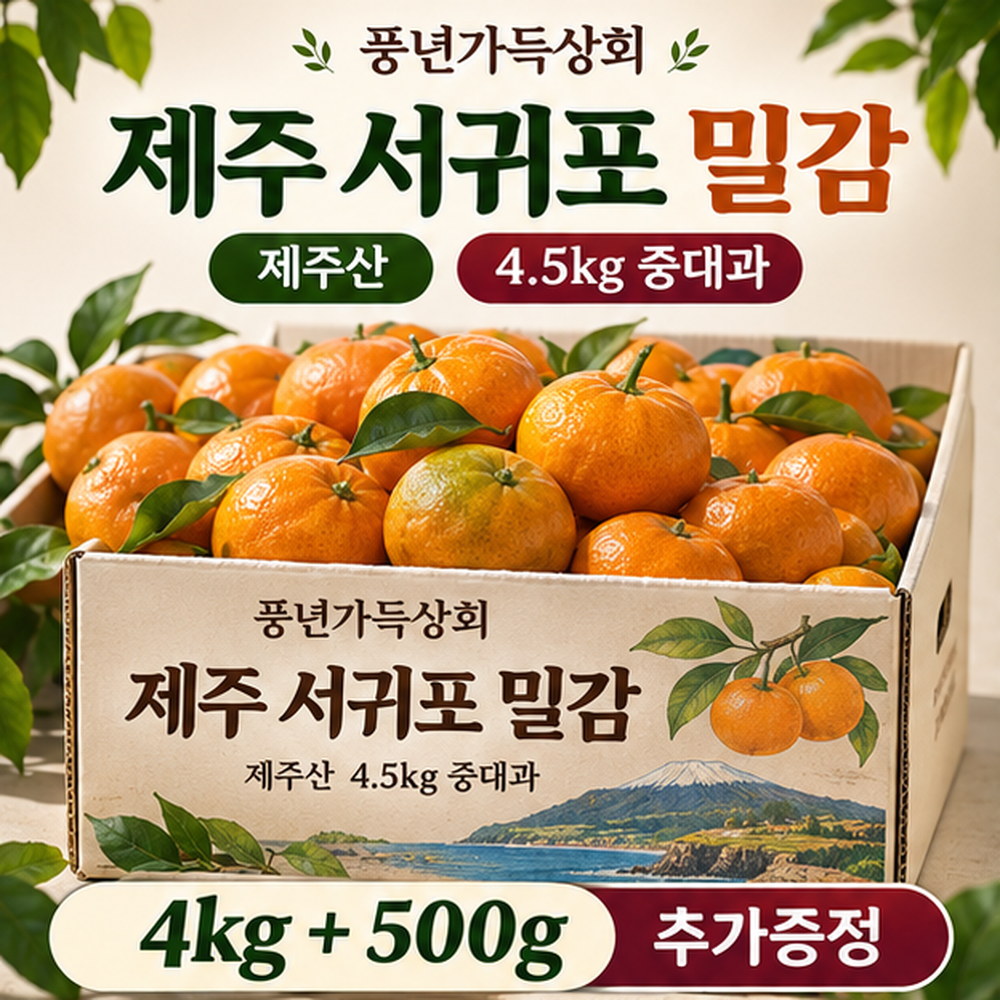 풍년가득상회
제주 서귀포 밀감
제주산
4.5kg 중대과
풍년가득상회
제주 서귀포 밀감
제주산 4.5kg 중대과
4kg + 500g 추가증정